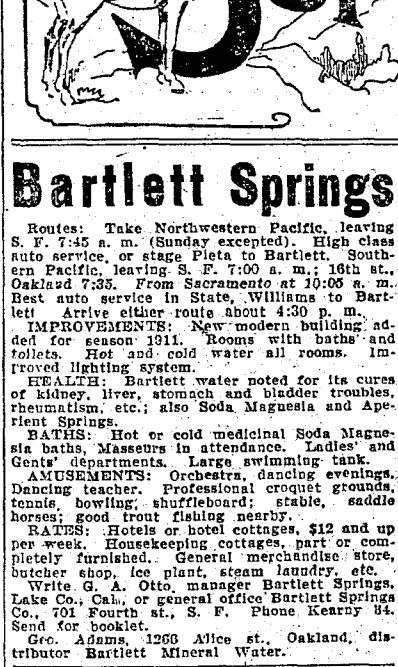 Bartlett Springs
Routes: Take Northwestern Pacific, leaving
S. F. 7:45 a. m. (Sunday excepted). High class
auto service, or stage Pieta to Bartlett. South-
ern Pacific, leaving S. F. 7:00 a. m.; 16th st.,
Oakland 7:35. From Sacramento at 10:05 a. m.
Best auto service in State, Williams to Bart-
lett Arrive either route about 4:30 p. m.
IMPROVEMENTS: New modern building ad-
ded for season 1911. Rooms with baths and
toilets. Hot and cold water all rooms. Im-
proved lighting system.
HEALTH: Bartlett water noted for its cures
of kidney, liver, stomach and bladder troubles,
rheumatism, etc.; also Soda Magnesia and Ape-
rient Springs.
BATHS: Hot or cold medicinal Soda Magne-
sia baths, Masseurs in attendance. Ladies' and
Gents' departments. Large swimming tank.
AMUSEMENTS: Orchestra, dancing evenings,
Dancing teacher. Professional croquet grounds,
tennis, bowling, shuffleboard; stable, saddle
horses; good trout fishing nearby.
RATES: Hotels or hotel cottages, $12 and up
per week. Housekeeping cottages, part or com-
pletely furnished. General merchandise store,
butcher shop, ice plant, steam laundry, etc.
Write G. A. Otto, manager Bartlett Springs,
Lake Co., Cal., or general office Bartlett Springs
Co., 701 Fourth st., S. F. Phone Kearny 84.
Send for booklet.
Geo. Adams, 1266 Alice st., Oakland, dis-
tributor Bartlett Mineral Water.